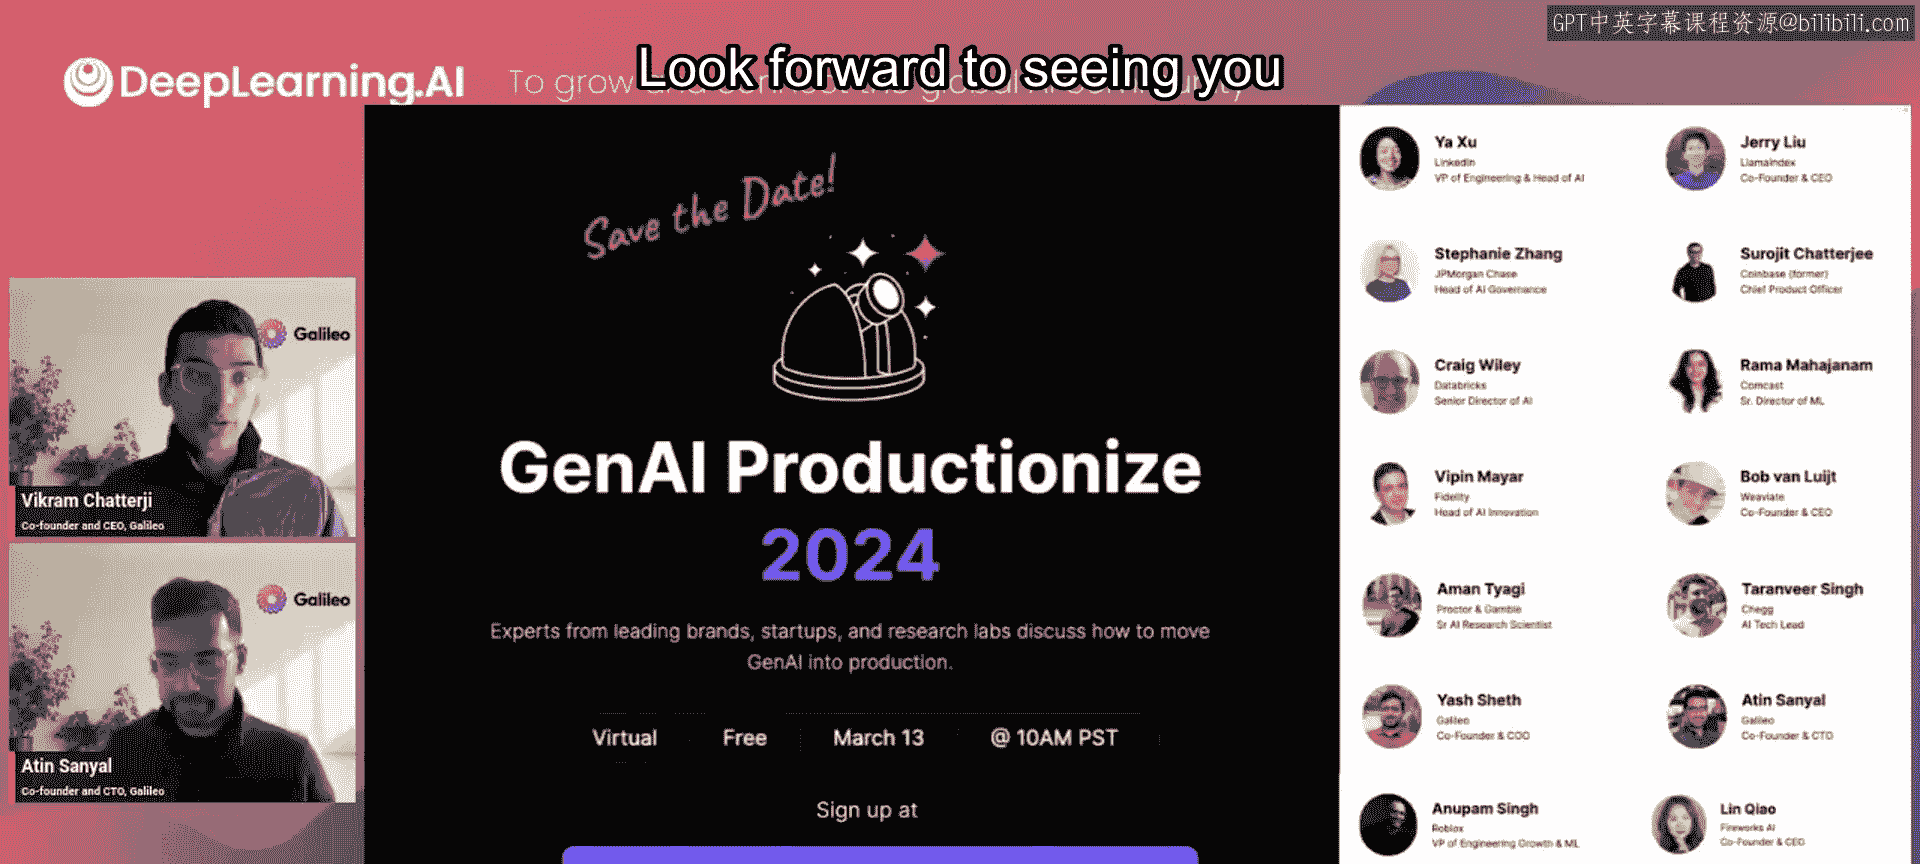 GPT中英字幕课程资源@bilibili.com
DeepLearning.AI
Look forward to seeing you
Save the Date!
GenAI Productionize
2024
Experts from leading brands, startups, and research labs discuss how to move
GenAI into production.
Virtual
Free
March 13
@ 10AM PST
Sign up at
Galileo
Vikram Chatterji
Co-founder and CEO, Galileo
Galileo
Atin Sanyal
Co-founder and CTO, Galileo
Ya Xu
LinkedIn
VP of Engineering & Head of AI
Jerry Liu
LlamaIndex
Co-Founder & CEO
Stephanie Zhang
JPMorgan Chase
Head of AI Governance
Surojit Chatterjee
Coinbase (former)
Chief Product Officer
Craig Wiley
Databricks
Senior Director of AI
Rama Mahajanam
Comcast
Sr. Director of ML
Vipin Mayar
Fidelity
Head of AI Innovation
Bob van Luijt
Weaviate
Co-Founder & CEO
Aman Tyagi
Proctor & Gamble
Sr AI Research Scientist
Taranveer Singh
Chegg
AI Tech Lead
Yash Sheth
Galileo
Co-Founder & COO
Atin Sanyal
Galileo
Co-Founder & CTO
Anupam Singh
Roblox
VP of Engineering Growth & ML
Lin Qiao
Fireworks AI
Co-Founder & CEO